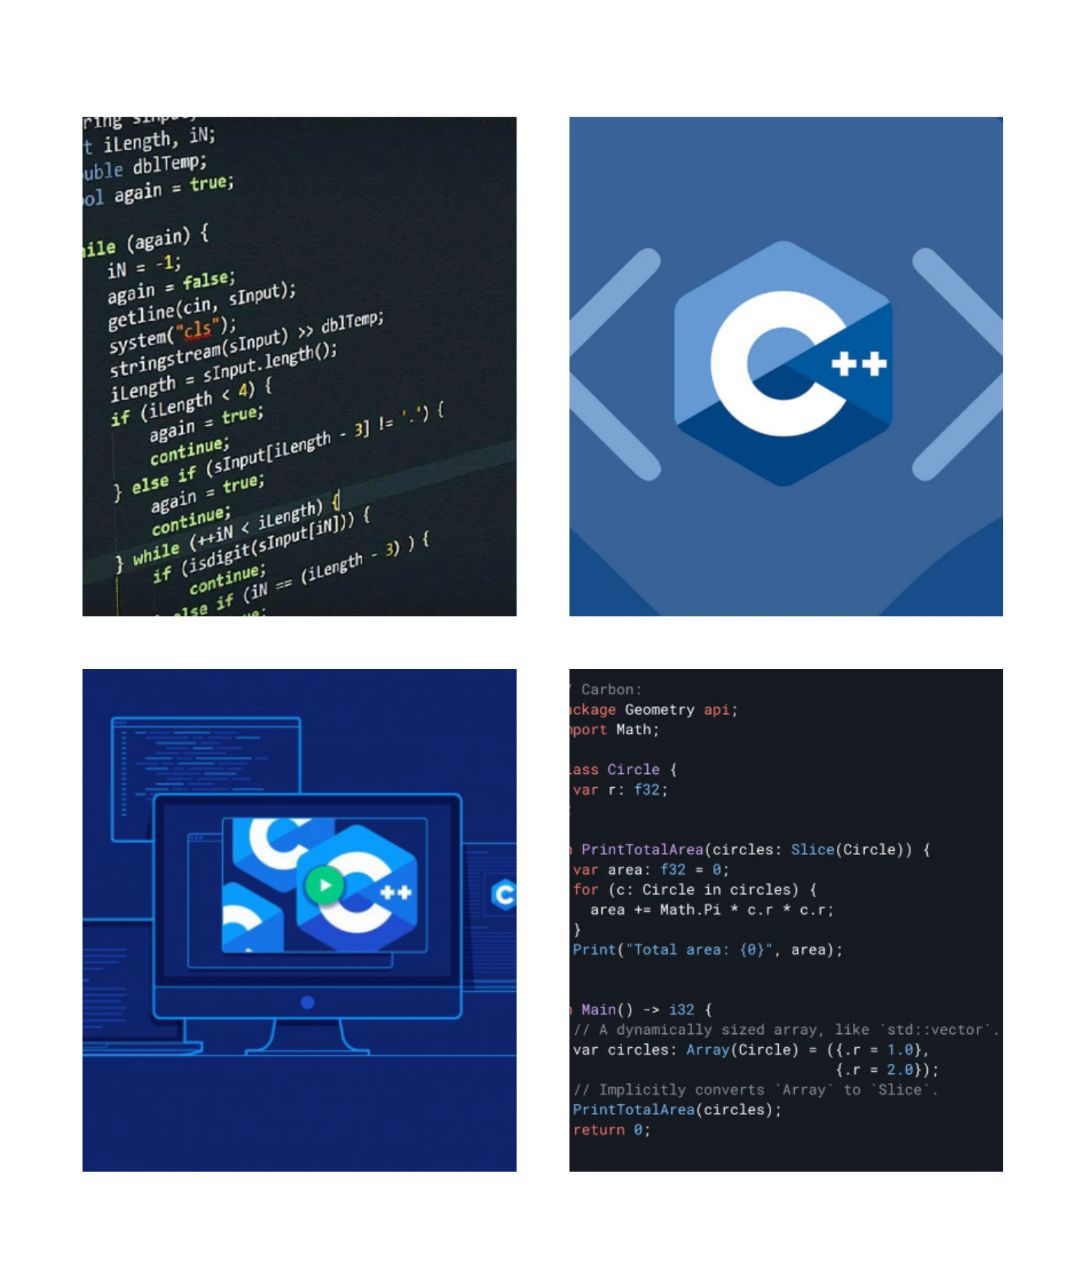 iLength, iN;
dblTemp;
again = true;
(again) {
iN = -1;
again = false;
getline(cin, sInput);
system("cls");
stringstream(sInput) >> dblTemp;
iLength = sInput.length();
if (iLength < 4) {
again = true;
continue;
} else if (sInput[iLength - 3] != '.') {
again = true;
continue;
} while (++iN < iLength) {
if (isdigit(sInput[iN])) {
continue;
else if (iN == (iLength - 3) ) {
C++
C++
C
// Carbon:
ckage Geometry api;
port Math;
ass Circle {
var r: f32;
PrintTotalArea(circles: Slice(Circle)) {
var area: f32 = 0;
for (c: Circle in circles) {
area += Math.Pi * c.r * c.r;
}
Print("Total area: {0}", area);
Main() -> i32 {
// A dynamically sized array, like `std::vector`.
var circles: Array(Circle) = ({.r = 1.0},
{.r = 2.0});
// Implicitly converts `Array` to `Slice`.
PrintTotalArea(circles);
return 0;